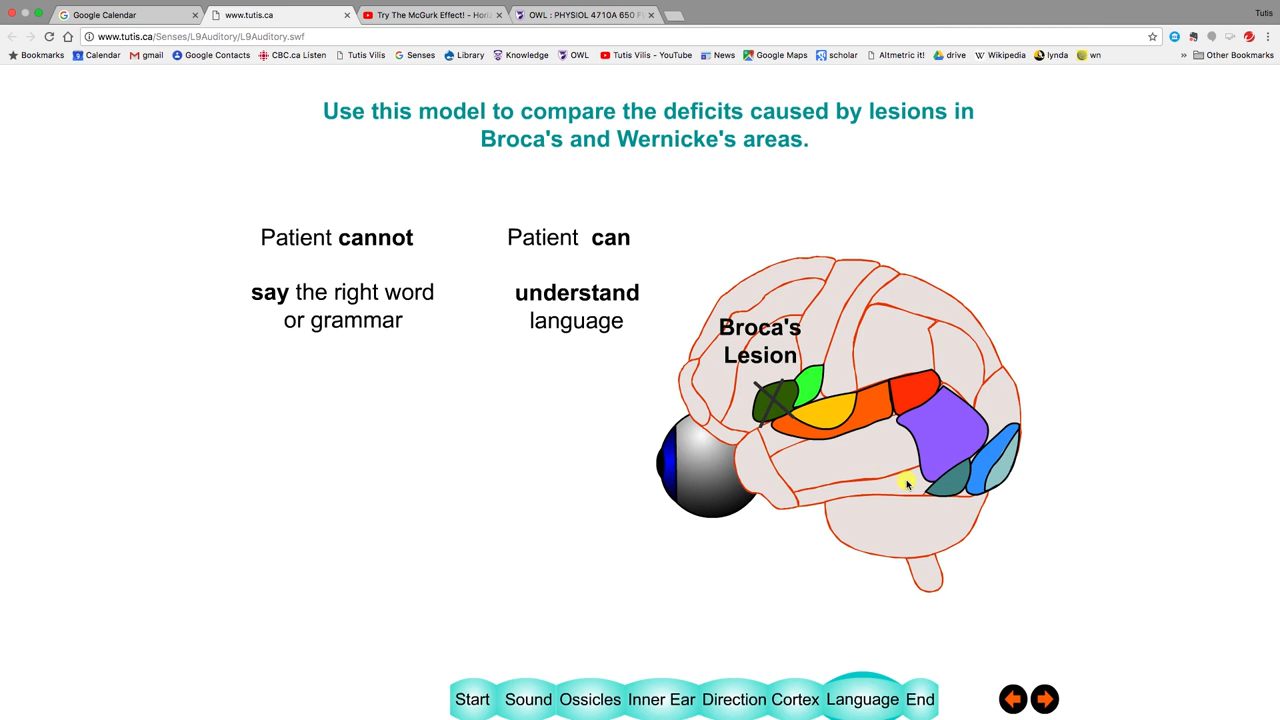 Google Calendar
www.tutis.ca
Try The McGurk Effect! - Hori
OWL : PHYSIOL 4710A 650 F
Tutis
www.tutis.ca/Senses/L9Auditory/L9Auditory.swf
Bookmarks Calendar gmail Google Contacts CBC.ca Listen Tutis Vilis Senses Library Knowledge OWL Tutis Vilis - YouTube News Google Maps scholar Altmetric it! drive Wikipedia lynda wn » Other Bookmarks
Use this model to compare the deficits caused by lesions in
Broca's and Wernicke's areas.
Patient cannot
say the right word
or grammar
Patient can
understand
language
Broca's
Lesion
Start Sound Ossicles Inner Ear Direction Cortex Language End